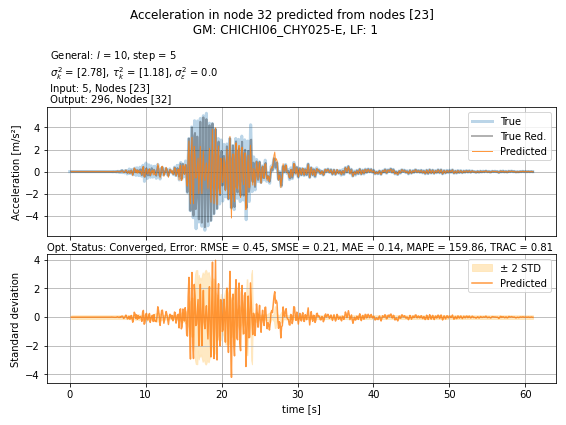 Acceleration in node 32 predicted from nodes [23]
GM: CHICHI06_CHY025-E, LF: 1
General: l = 10, step = 5
σ²ₖ = [2.78], τ²ₖ = [1.18], σ²ε = 0.0
Input: 5, Nodes [23]
Output: 296, Nodes [32]
Acceleration [m/s²]
4
2
0
−2
−4
True
True Red.
Predicted
Opt. Status: Converged, Error: RMSE = 0.45, SMSE = 0.21, MAE = 0.14, MAPE = 159.86, TRAC = 0.81
Standard deviation
4
2
0
−2
−4
± 2 STD
Predicted
0 10 20 30 40 50 60
time [s]